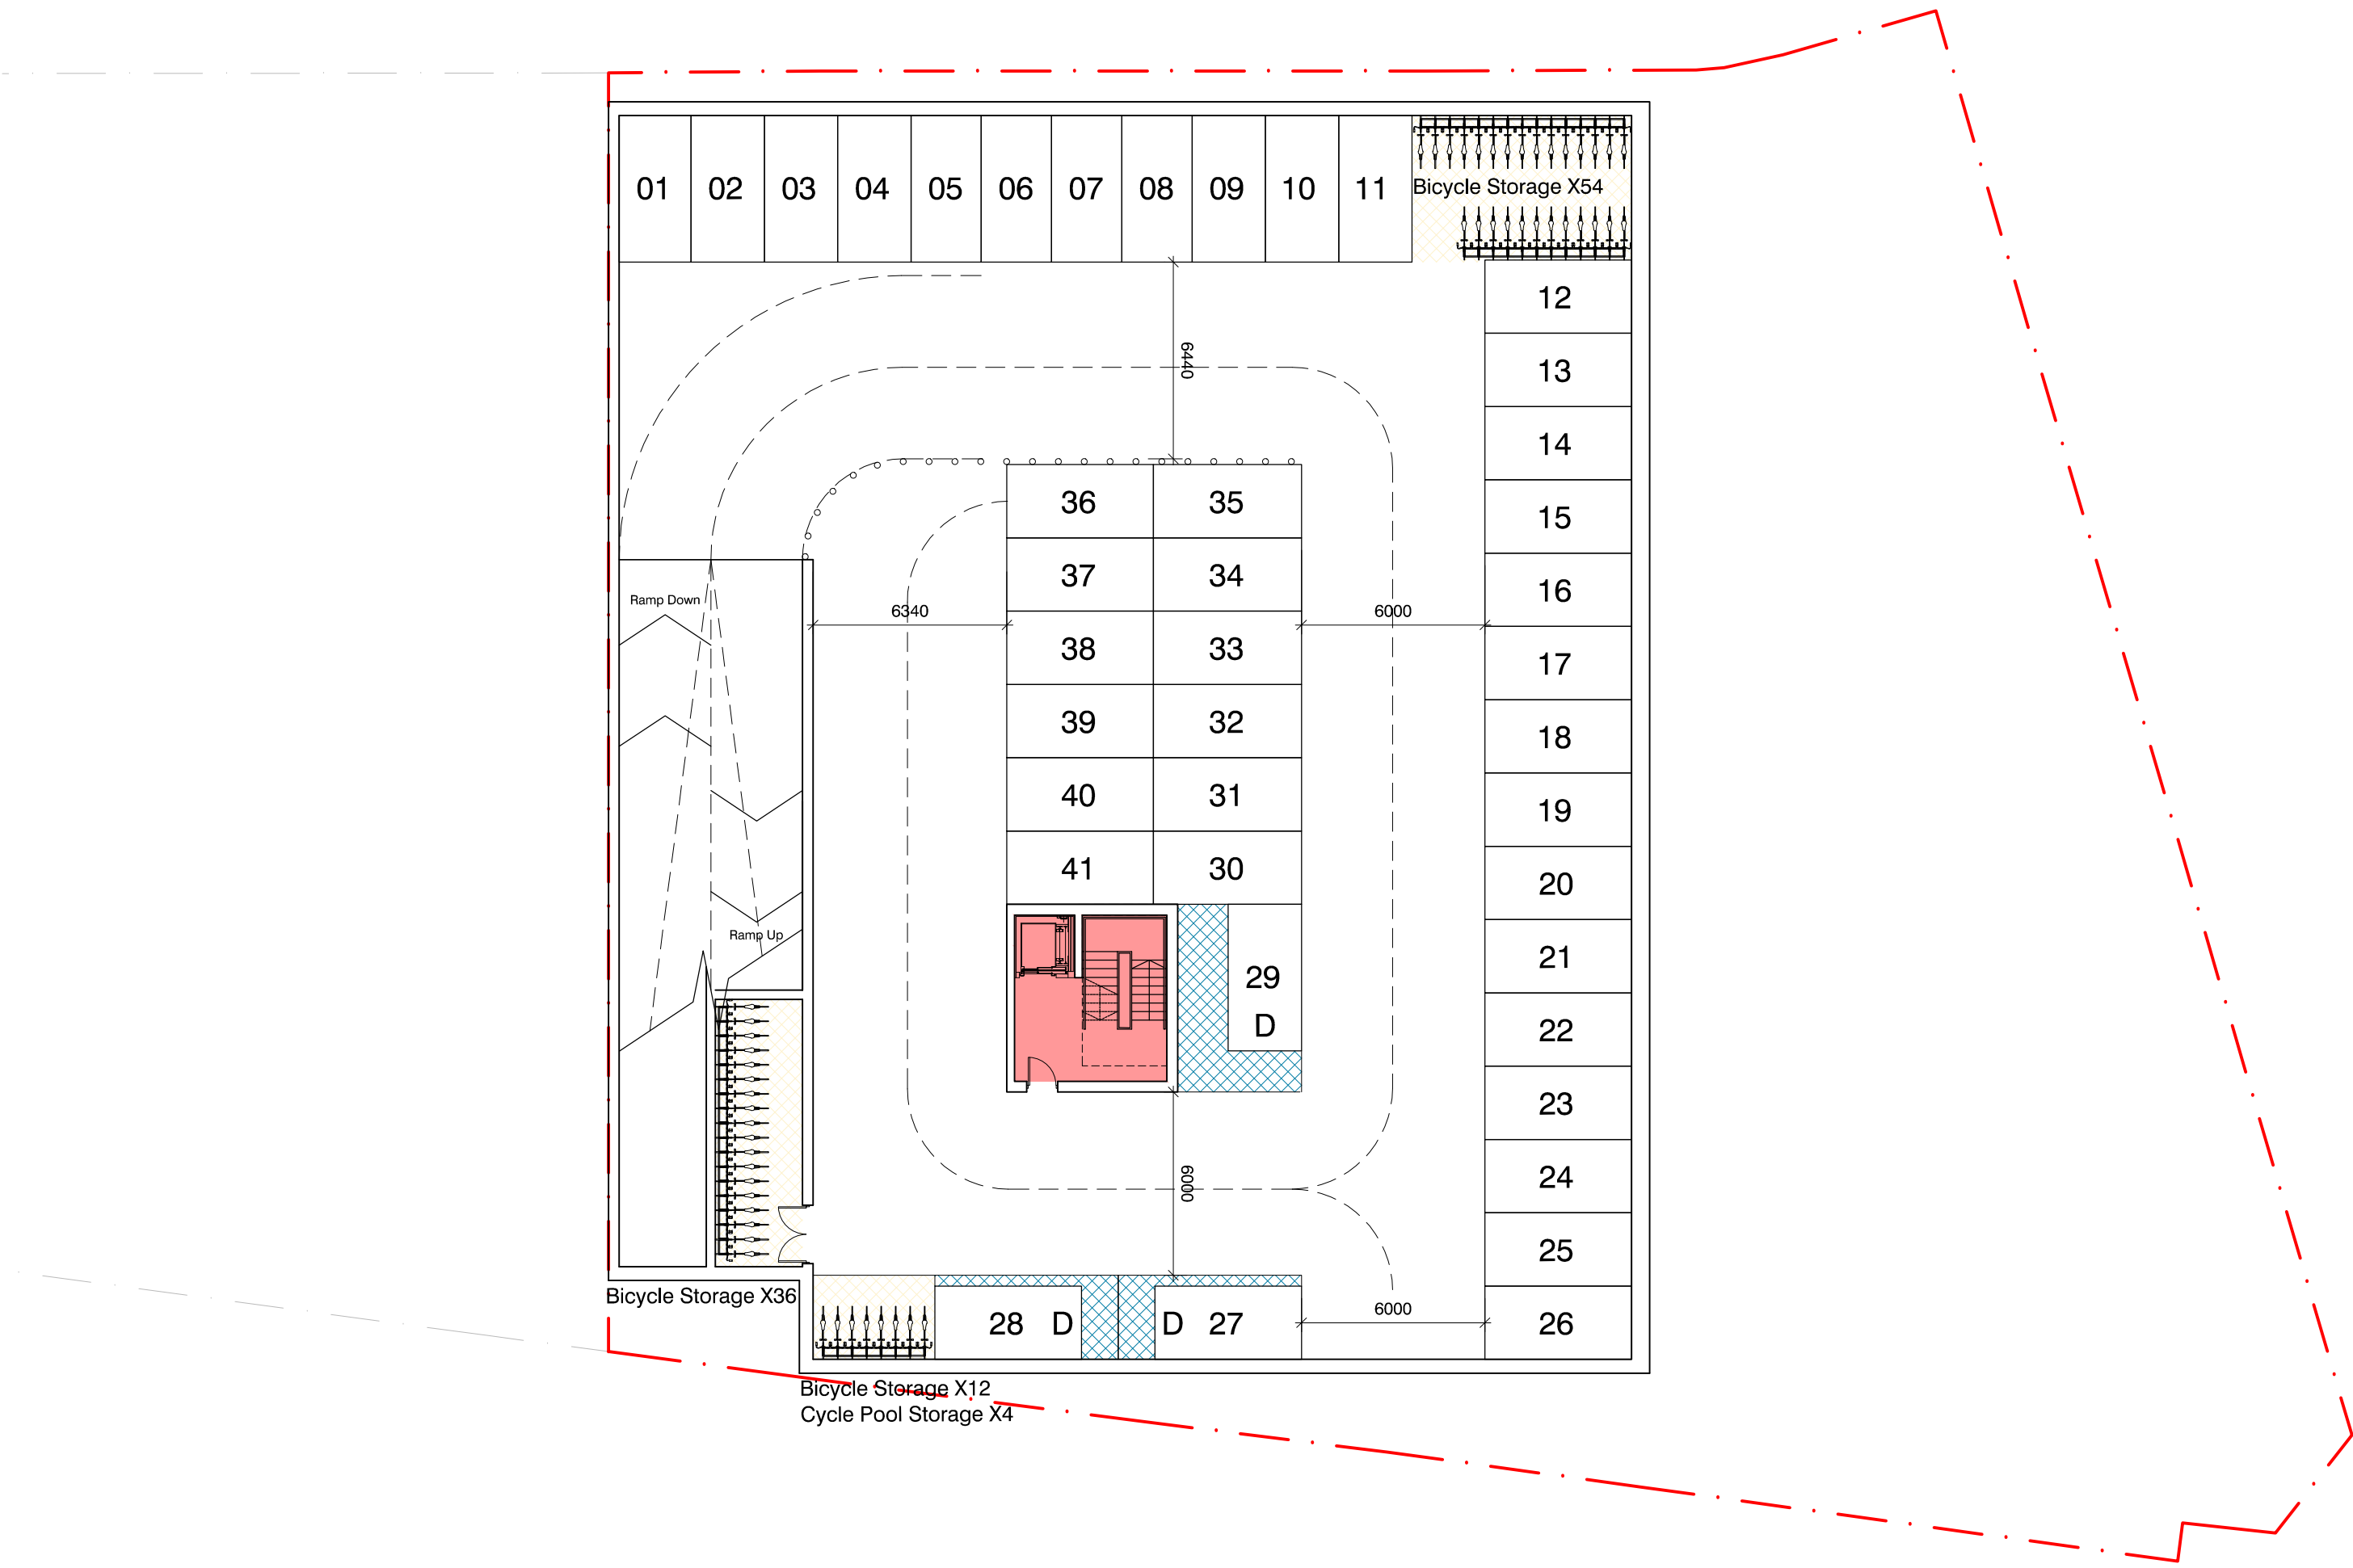 01 02 03 04 05 06 07 08 09 10 11
Bicycle Storage X54
12
6440
13
14
36 35
15
37 34
16
Ramp Down
6340
6000
38 33
17
39 32
18
40 31
19
41 30
20
Ramp Up
29
D
21
22
23
24
6000
25
Bicycle Storage X36
28 D
D 27
6000
26
Bicycle Storage X12
Cycle Pool Storage X4